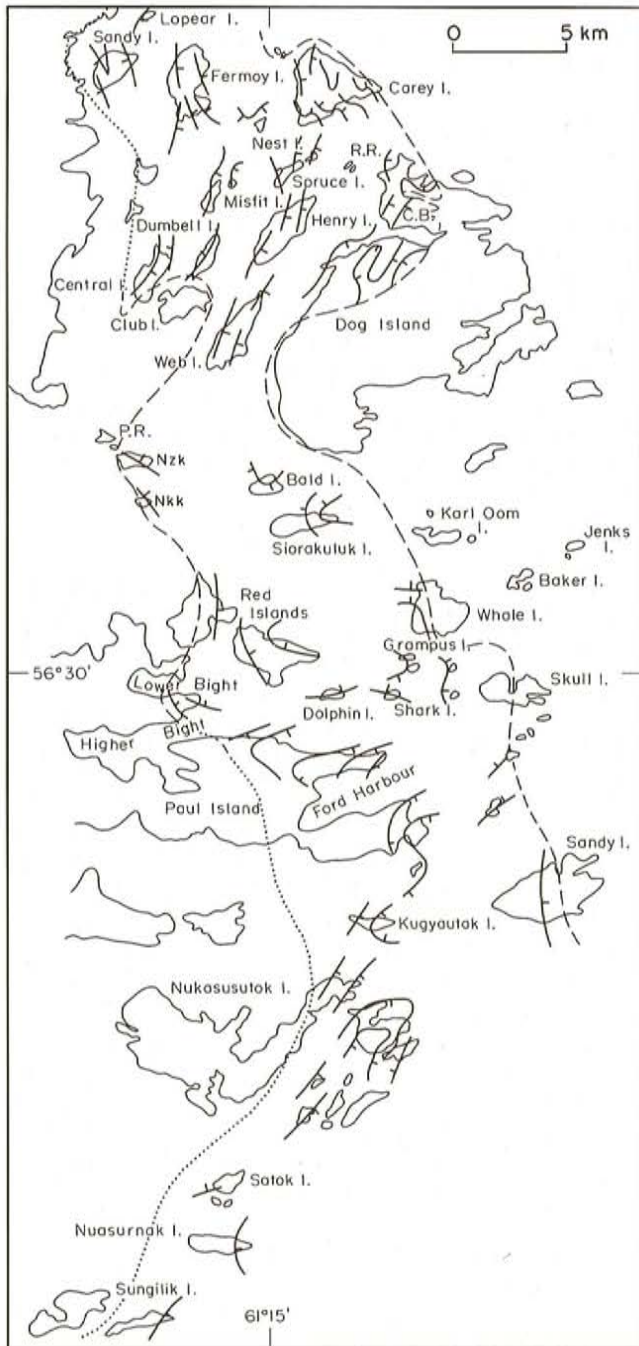 Lopear I.
Sandy I.
0 5 km
Fermoy I.
Carey I.
Nest I.
R.R.
Misfit I.
Spruce I.
C.B.
Dumbell I.
Henry I.
Central I.
Club I.
Dog Island
Web I.
P.R.
Nzk
Nkk
Bald I.
Karl Oom
I.
Siorakuluk I.
Jenks
I.
Baker I.
Red
Islands
Whale I.
Grampus I.
56°30'
Lower Bight
Skull I.
Dolphin I.
Shark I.
Higher Bight
Ford Harbour
Paul Island
Sandy I.
Kugyautak I.
Nukasusutok I.
Satok I.
Nuasurnak I.
Sungilik I.
61°15'